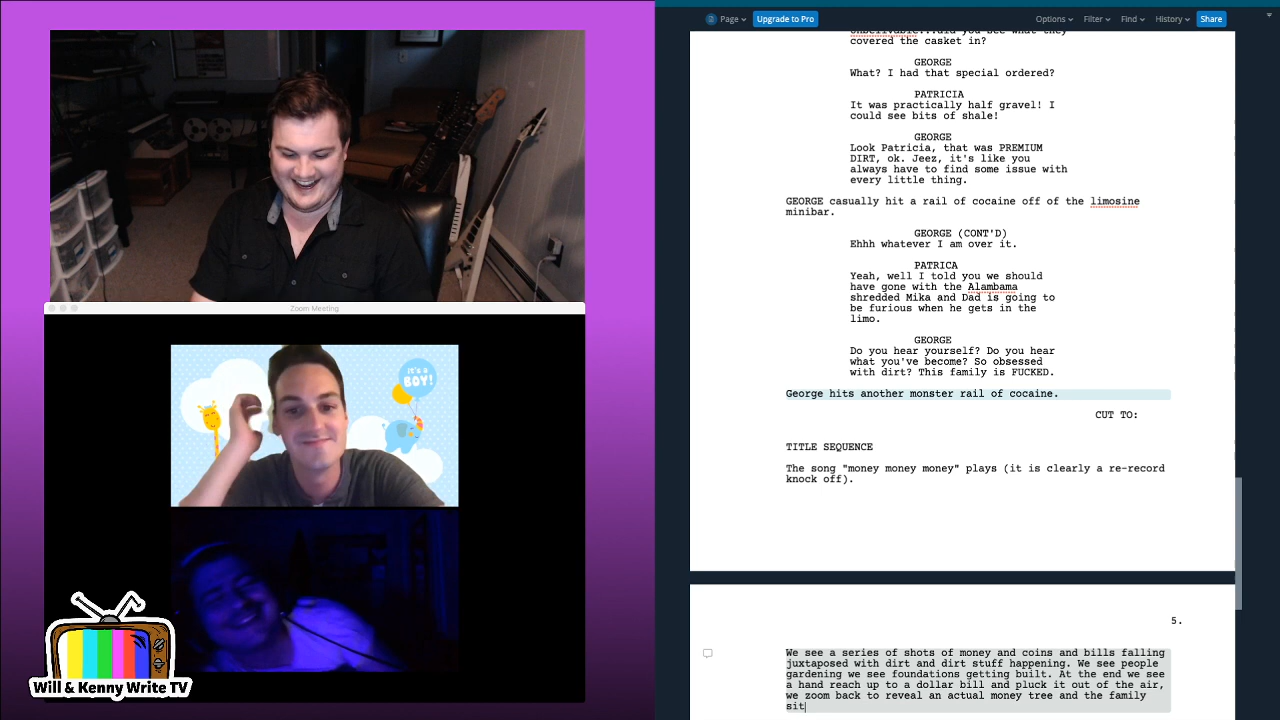 Page
Upgrade to Pro
Options
Filter
Find
History
Share
covered the casket in?
GEORGE
What? I had that special ordered?
PATRICIA
It was practically half gravel! I
could see bits of shale!
GEORGE
Look Patricia, that was PREMIUM
DIRT, ok. Jeez, it's like you
always have to find some issue with
every little thing.
GEORGE casually hit a rail of cocaine off of the limosine
minibar.
GEORGE (CONT'D)
Ehhh whatever I am over it.
PATRICA
Yeah, well I told you we should
have gone with the Alambama
shredded Mika and Dad is going to
be furious when he gets in the
limo.
GEORGE
Do you hear yourself? Do you hear
what you've become? So obsessed
with dirt? This family is FUCKED.
George hits another monster rail of cocaine.
CUT TO:
TITLE SEQUENCE
The song "money money money" plays (it is clearly a re-record
knock off).
5.
We see a series of shots of money and coins and bills falling
juxtaposed with dirt and dirt stuff happening. We see people
gardening we see foundations getting built. At the end we see
a hand reach up to a dollar bill and pluck it out of the air,
we zoom back to reveal an actual money tree and the family
sit
Zoom Meeting
IT'S A
BOY!
Will & Kenny Write TV